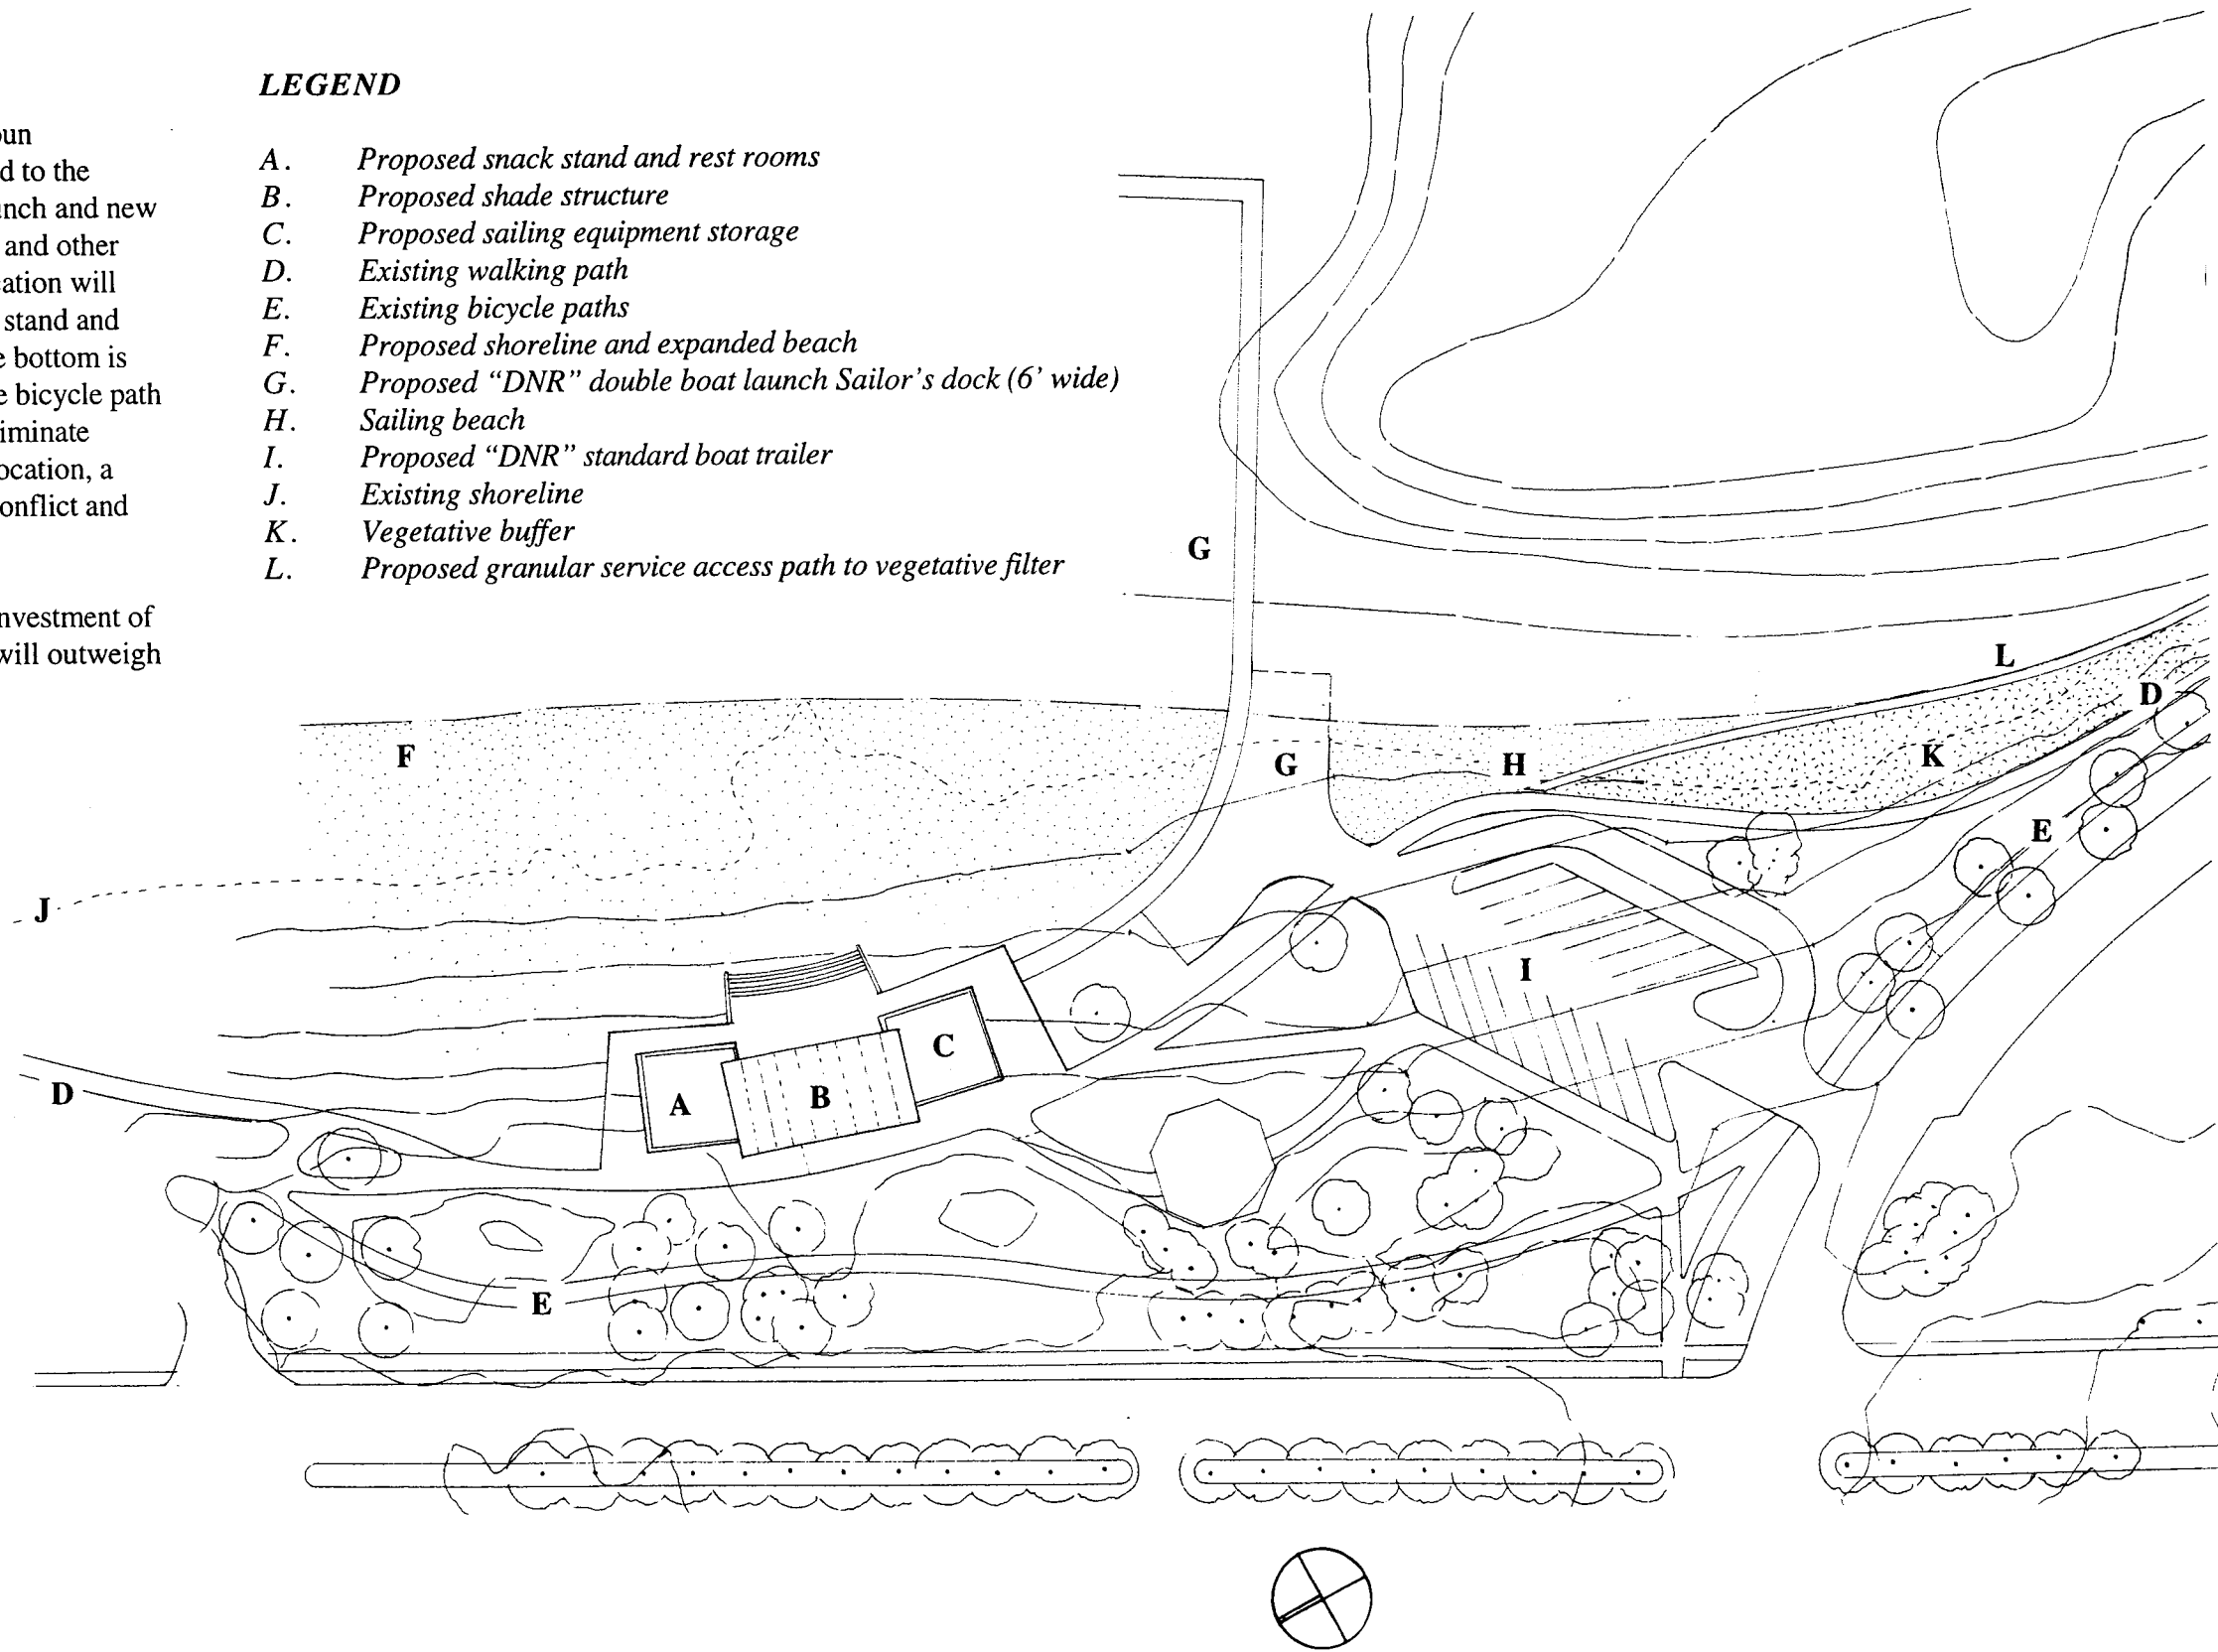 oun
d to the
unch and new
and other
ation will
stand and
e bottom is
e bicycle path
iminate
ocation, a
onflict and
nvestment of
will outweigh
LEGEND
A. Proposed snack stand and rest rooms
B. Proposed shade structure
C. Proposed sailing equipment storage
D. Existing walking path
E. Existing bicycle paths
F. Proposed shoreline and expanded beach
G. Proposed “DNR” double boat launch Sailor’s dock (6’ wide)
H. Sailing beach
I. Proposed “DNR” standard boat trailer
J. Existing shoreline
K. Vegetative buffer
L. Proposed granular service access path to vegetative filter
G
L
D
F
G
H
K
E
J
I
C
D
A
B
E